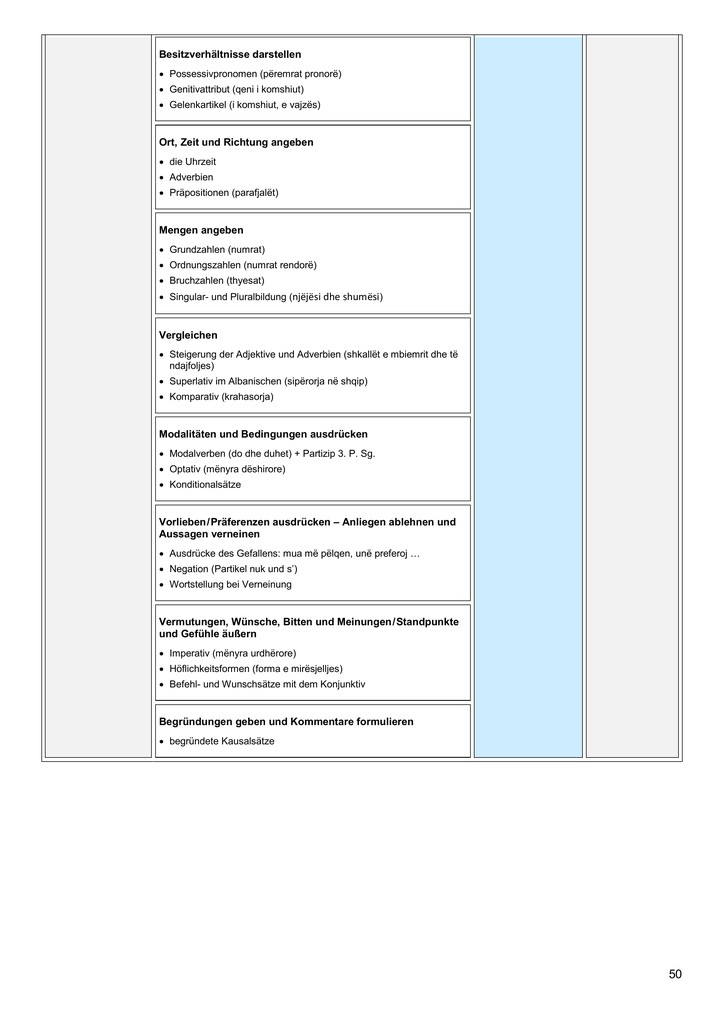 Besitzverhältnisse darstellen
• Possessivpronomen (përemrat pronorë)
• Genitivattribut (qeni i komshiut)
• Gelenkartikel (i komshiut, e vajzës)
Ort, Zeit und Richtung angeben
• die Uhrzeit
• Adverbien
• Präpositionen (parafjalët)
Mengen angeben
• Grundzahlen (numrat)
• Ordnungszahlen (numrat rendorë)
• Bruchzahlen (thyesat)
• Singular- und Pluralbildung (njëjësi dhe shumësi)
Vergleichen
• Steigerung der Adjektive und Adverbien (shkallët e mbiemrit dhe të
ndajfoljes)
• Superlativ im Albanischen (sipërorja në shqip)
• Komparativ (krahasorja)
Modalitäten und Bedingungen ausdrücken
• Modalverben (do dhe duhet) + Partizip 3. P. Sg.
• Optativ (mënyra dëshirore)
• Konditionalsätze
Vorlieben/Präferenzen ausdrücken – Anliegen ablehnen und
Aussagen verneinen
• Ausdrücke des Gefallens: mua më pëlqen, unë preferoj …
• Negation (Partikel nuk und s’)
• Wortstellung bei Verneinung
Vermutungen, Wünsche, Bitten und Meinungen/Standpunkte
und Gefühle äußern
• Imperativ (mënyra urdhërore)
• Höflichkeitsformen (forma e mirësjelljes)
• Befehl- und Wunschsätze mit dem Konjunktiv
Begründungen geben und Kommentare formulieren
• begründete Kausalsätze
50